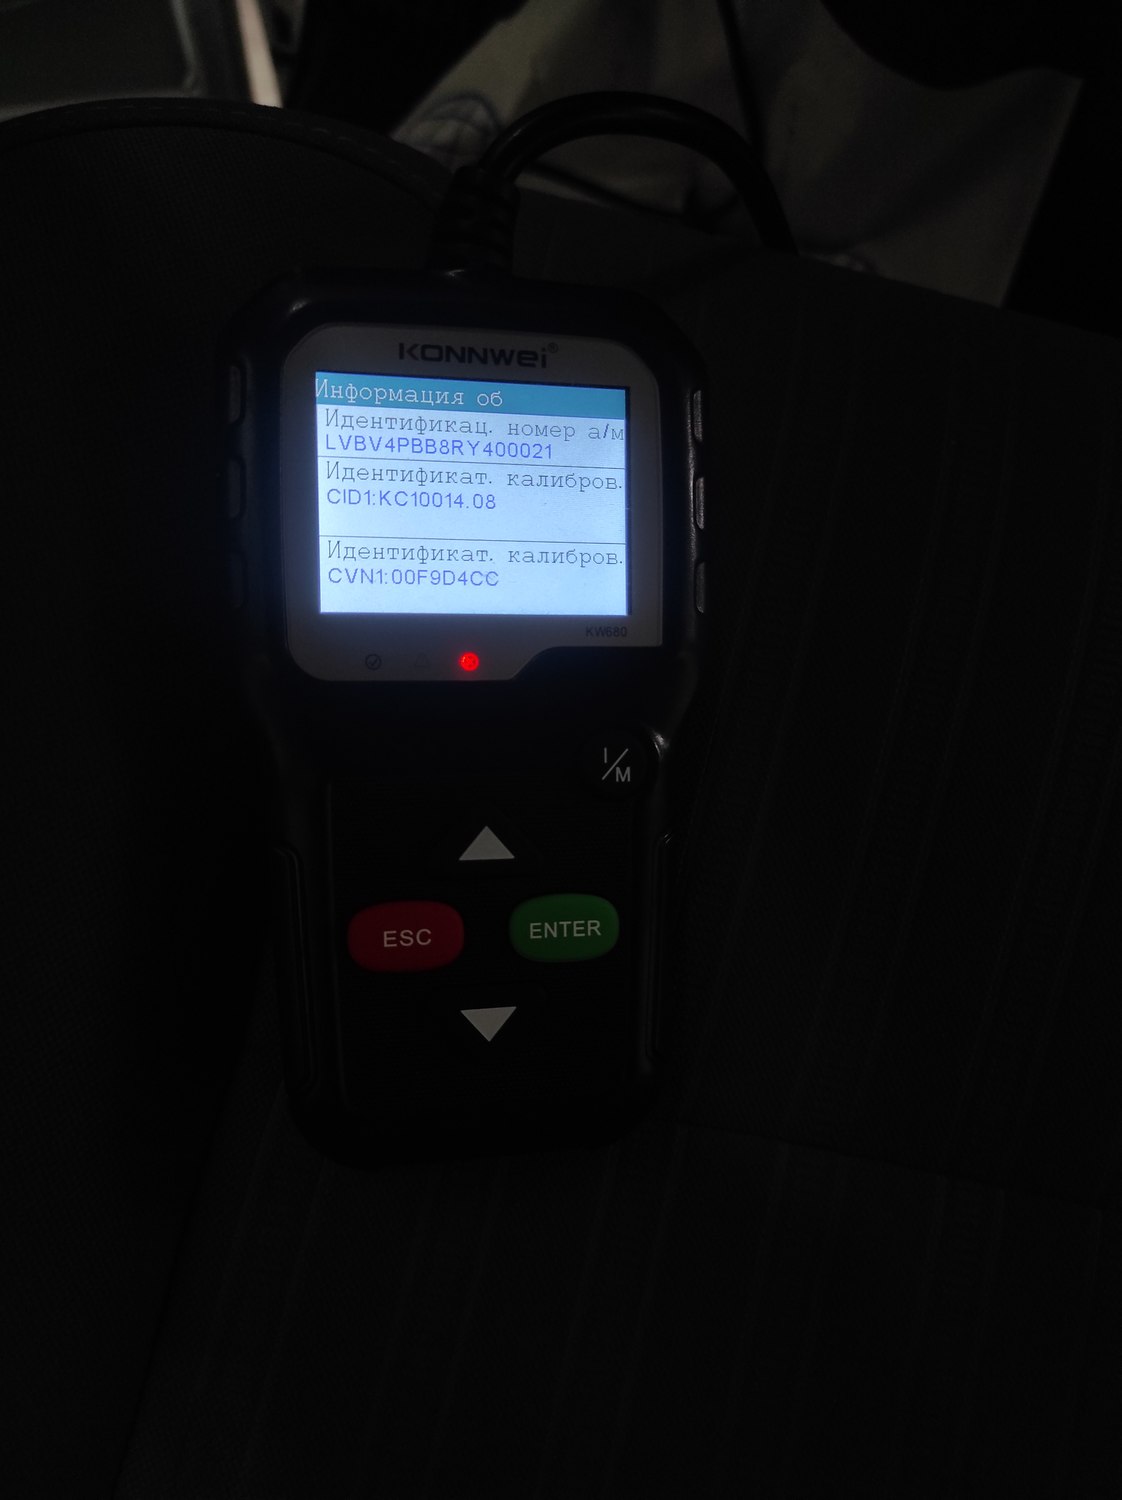 KONNWEI®
Информация об
Идентификац. номер а/м
LVBV4PBB8RY400021
Идентификат. калибров.
CID1:KC10014.08
Идентификат. калибров.
CVN1:00F9D4CC
KW680
I/M
ESC
ENTER